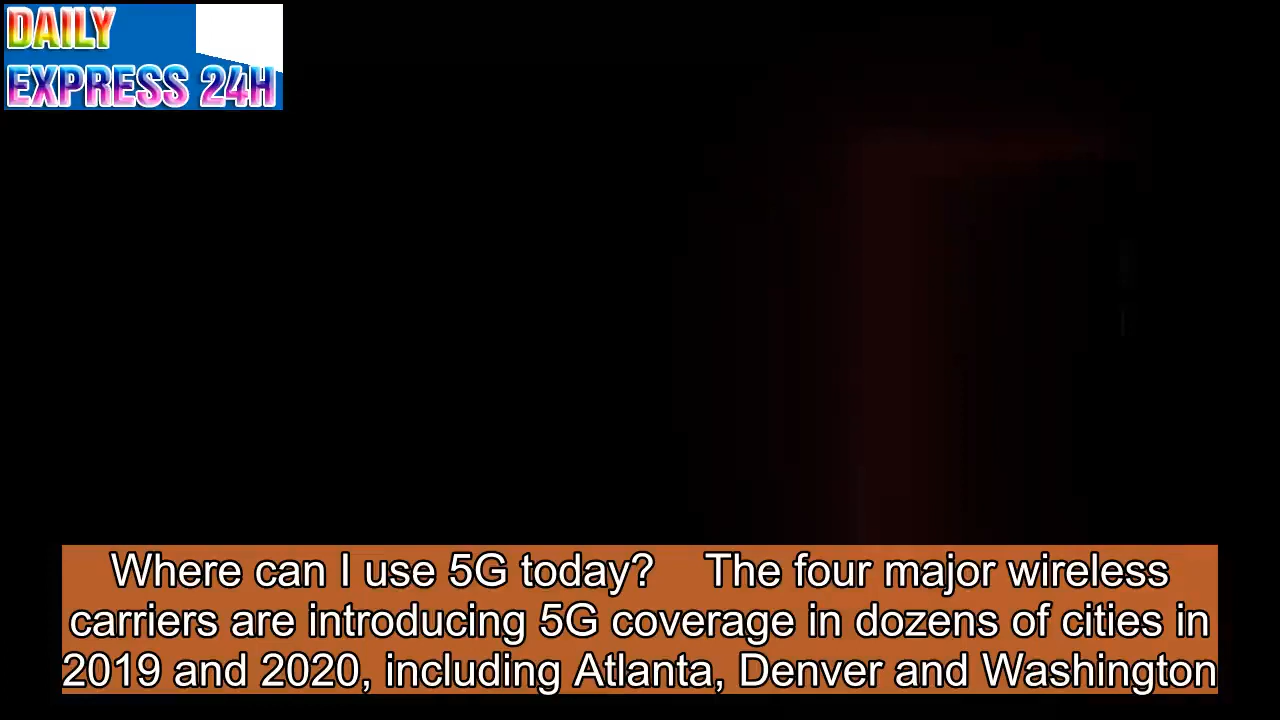 DAILY
EXPRESS 24H
Where can I use 5G today? The four major wireless
carriers are introducing 5G coverage in dozens of cities in
2019 and 2020, including Atlanta, Denver and Washington